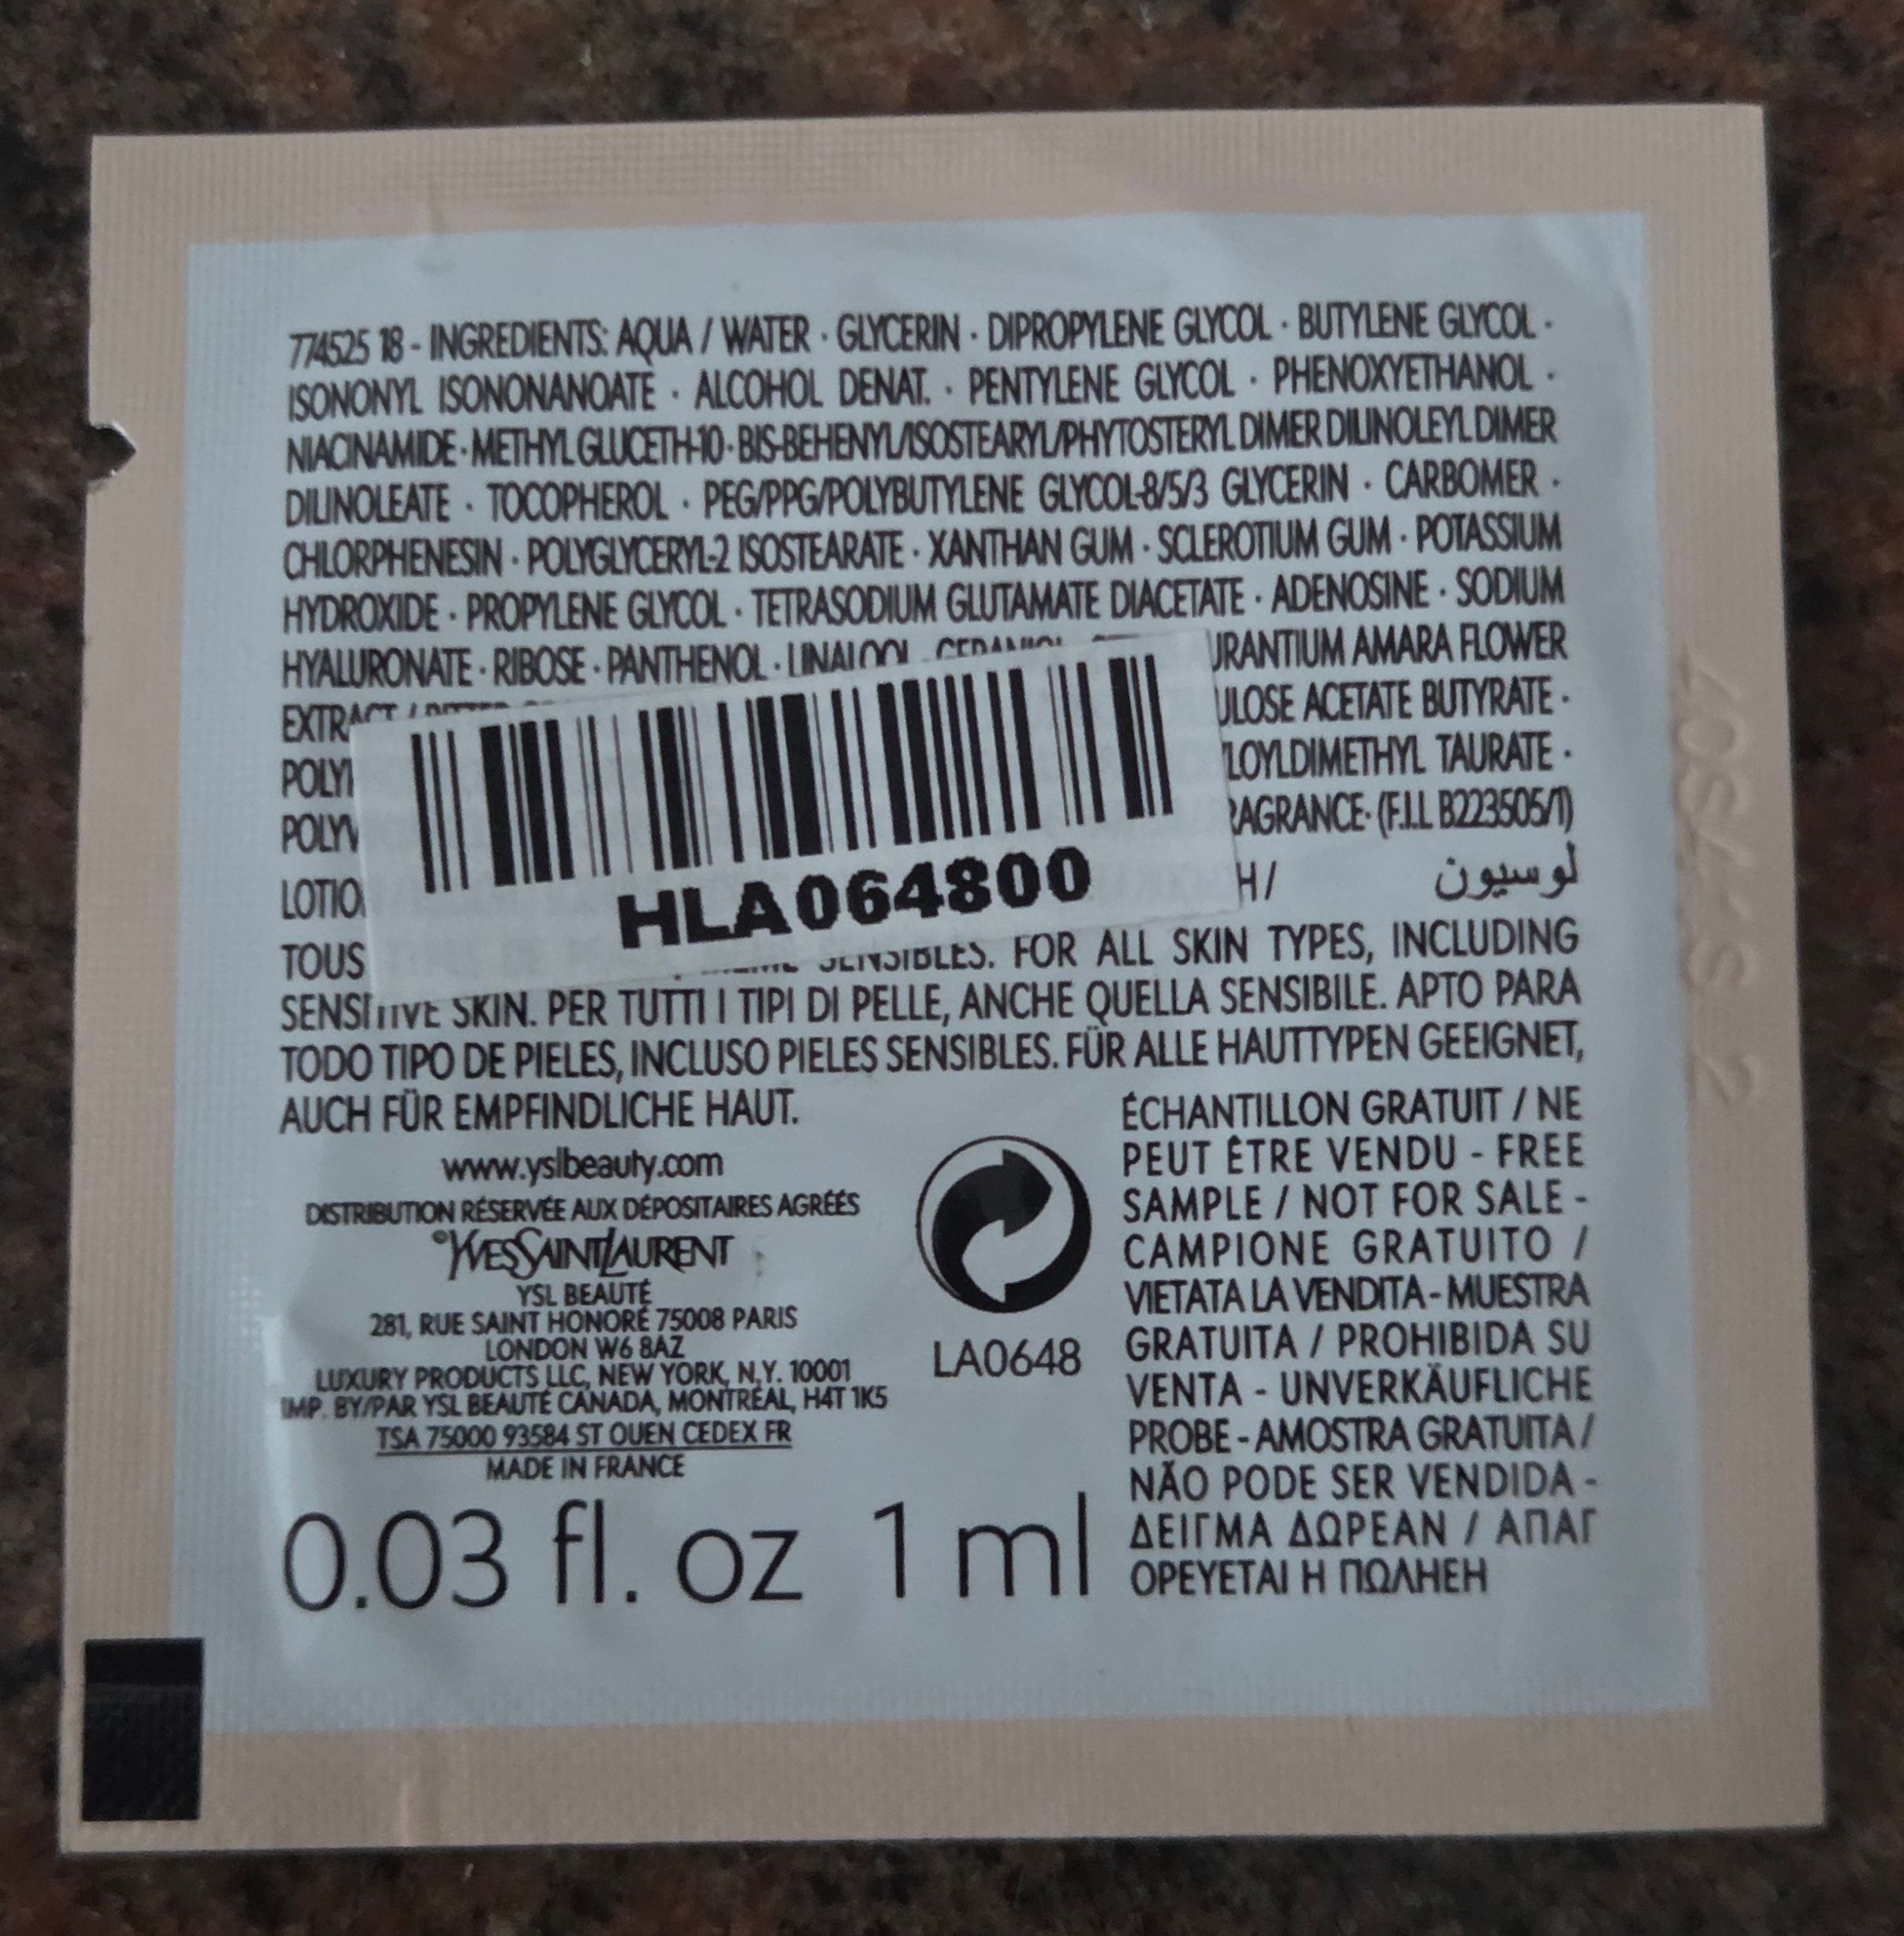 774525 18 - INGREDIENTS: AQUA / WATER · GLYCERIN · DIPROPYLENE GLYCOL · BUTYLENE GLYCOL ·
ISONONYL ISONONANOATE · ALCOHOL DENAT. · PENTYLENE GLYCOL · PHENOXYETHANOL ·
NIACINAMIDE · METHYL GLUCETH-10 · BIS-BEHENYL/ISOSTEARYL/PHYTOSTERYL DIMER DILINOLEYL DIMER
DILINOLEATE · TOCOPHEROL · PEG/PPG/POLYBUTYLENE GLYCOL-8/5/3 GLYCERIN · CARBOMER ·
CHLORPHENESIN · POLYGLYCERYL-2 ISOSTEARATE · XANTHAN GUM · SCLEROTIUM GUM · POTASSIUM
HYDROXIDE · PROPYLENE GLYCOL · TETRASODIUM GLUTAMATE DIACETATE · ADENOSINE · SODIUM
HYALURONATE · RIBOSE · PANTHENOL · LINALOOL · GERANIOL · URANTIUM AMARA FLOWER
EXTRACT / ULOSE ACETATE BUTYRATE ·
POLY LOYLDIMETHYL TAURATE ·
POLYV RAGRANCE· (F.I.L B223505/1)
LOTIO H / لوسيون
HLA064800
TOUS SENSIBLES. FOR ALL SKIN TYPES, INCLUDING
SENSITIVE SKIN. PER TUTTI I TIPI DI PELLE, ANCHE QUELLA SENSIBILE. APTO PARA
TODO TIPO DE PIELES, INCLUSO PIELES SENSIBLES. FÜR ALLE HAUTTYPEN GEEIGNET,
AUCH FÜR EMPFINDLICHE HAUT.
www.yslbeauty.com
DISTRIBUTION RÉSERVÉE AUX DÉPOSITAIRES AGRÉÉS
©YVESSAINTLAURENT
YSL BEAUTÉ
281, RUE SAINT HONORÉ 75008 PARIS
LONDON W6 8AZ
LUXURY PRODUCTS LLC, NEW YORK, N.Y. 10001
IMP. BY/PAR YSL BEAUTÉ CANADA, MONTRÉAL, H4T 1K5
TSA 75000 93584 ST OUEN CEDEX FR
MADE IN FRANCE
0.03 fl. oz 1 ml
LA0648
ÉCHANTILLON GRATUIT / NE
PEUT ÊTRE VENDU - FREE
SAMPLE / NOT FOR SALE -
CAMPIONE GRATUITO /
VIETATA LA VENDITA - MUESTRA
GRATUITA / PROHIBIDA SU
VENTA - UNVERKÄUFLICHE
PROBE - AMOSTRA GRATUITA /
NÃO PODE SER VENDIDA -
ΔΕΙΓΜΑ ΔΩΡΕΑΝ / ΑΠΑΓ
ΟΡΕΥΕΤΑΙ Η ΠΩΛΗΕΗ